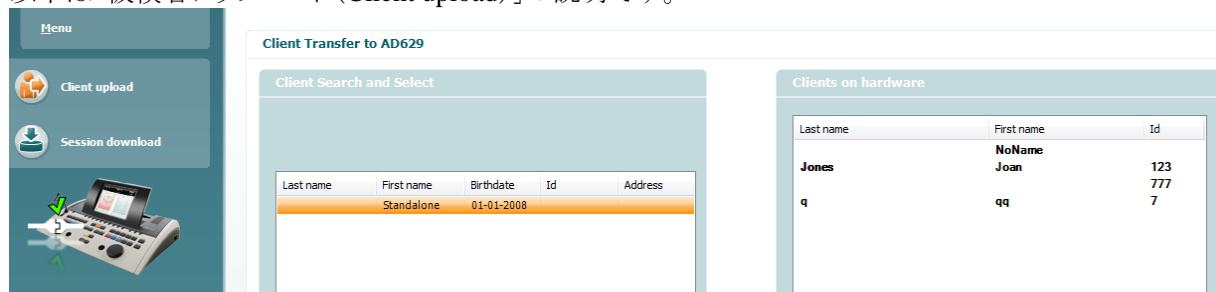 Menu
Client upload
Session download
Client Transfer to AD629
Client Search and Select
Last name First name Birthdate Id Address
Standalone 01-01-2008
Clients on hardware
Last name First name Id
NoName
Jones Joan 123
777
q qq 7